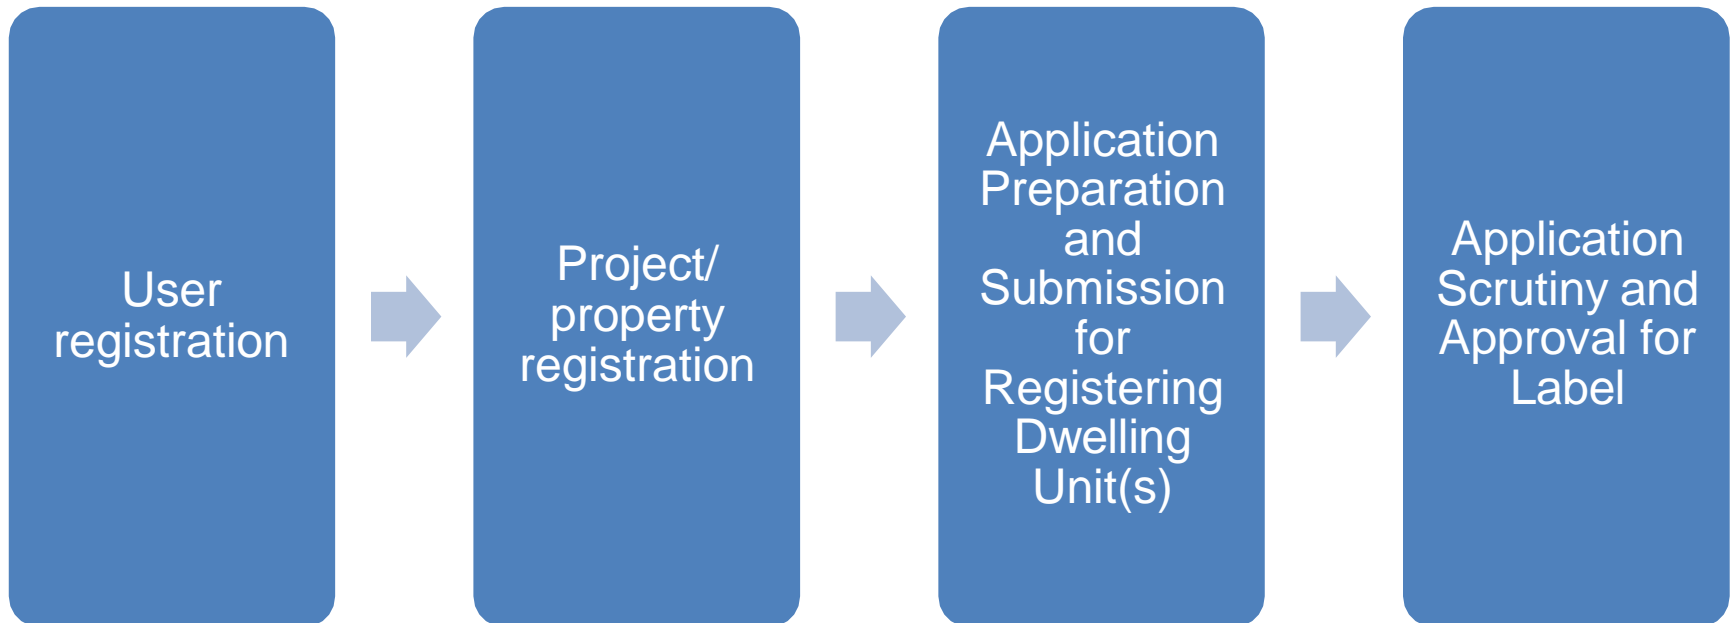 User
registration
Project/
property
registration
Application
Preparation
and
Submission
for
Registering
Dwelling
Unit(s)
Application
Scrutiny and
Approval for
Label